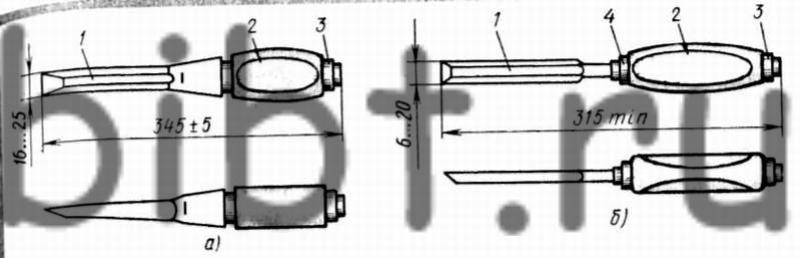 1 2 3
16...25
345±5
а)
1 4 2 3
6...20
315 min
б)
bibt.ru